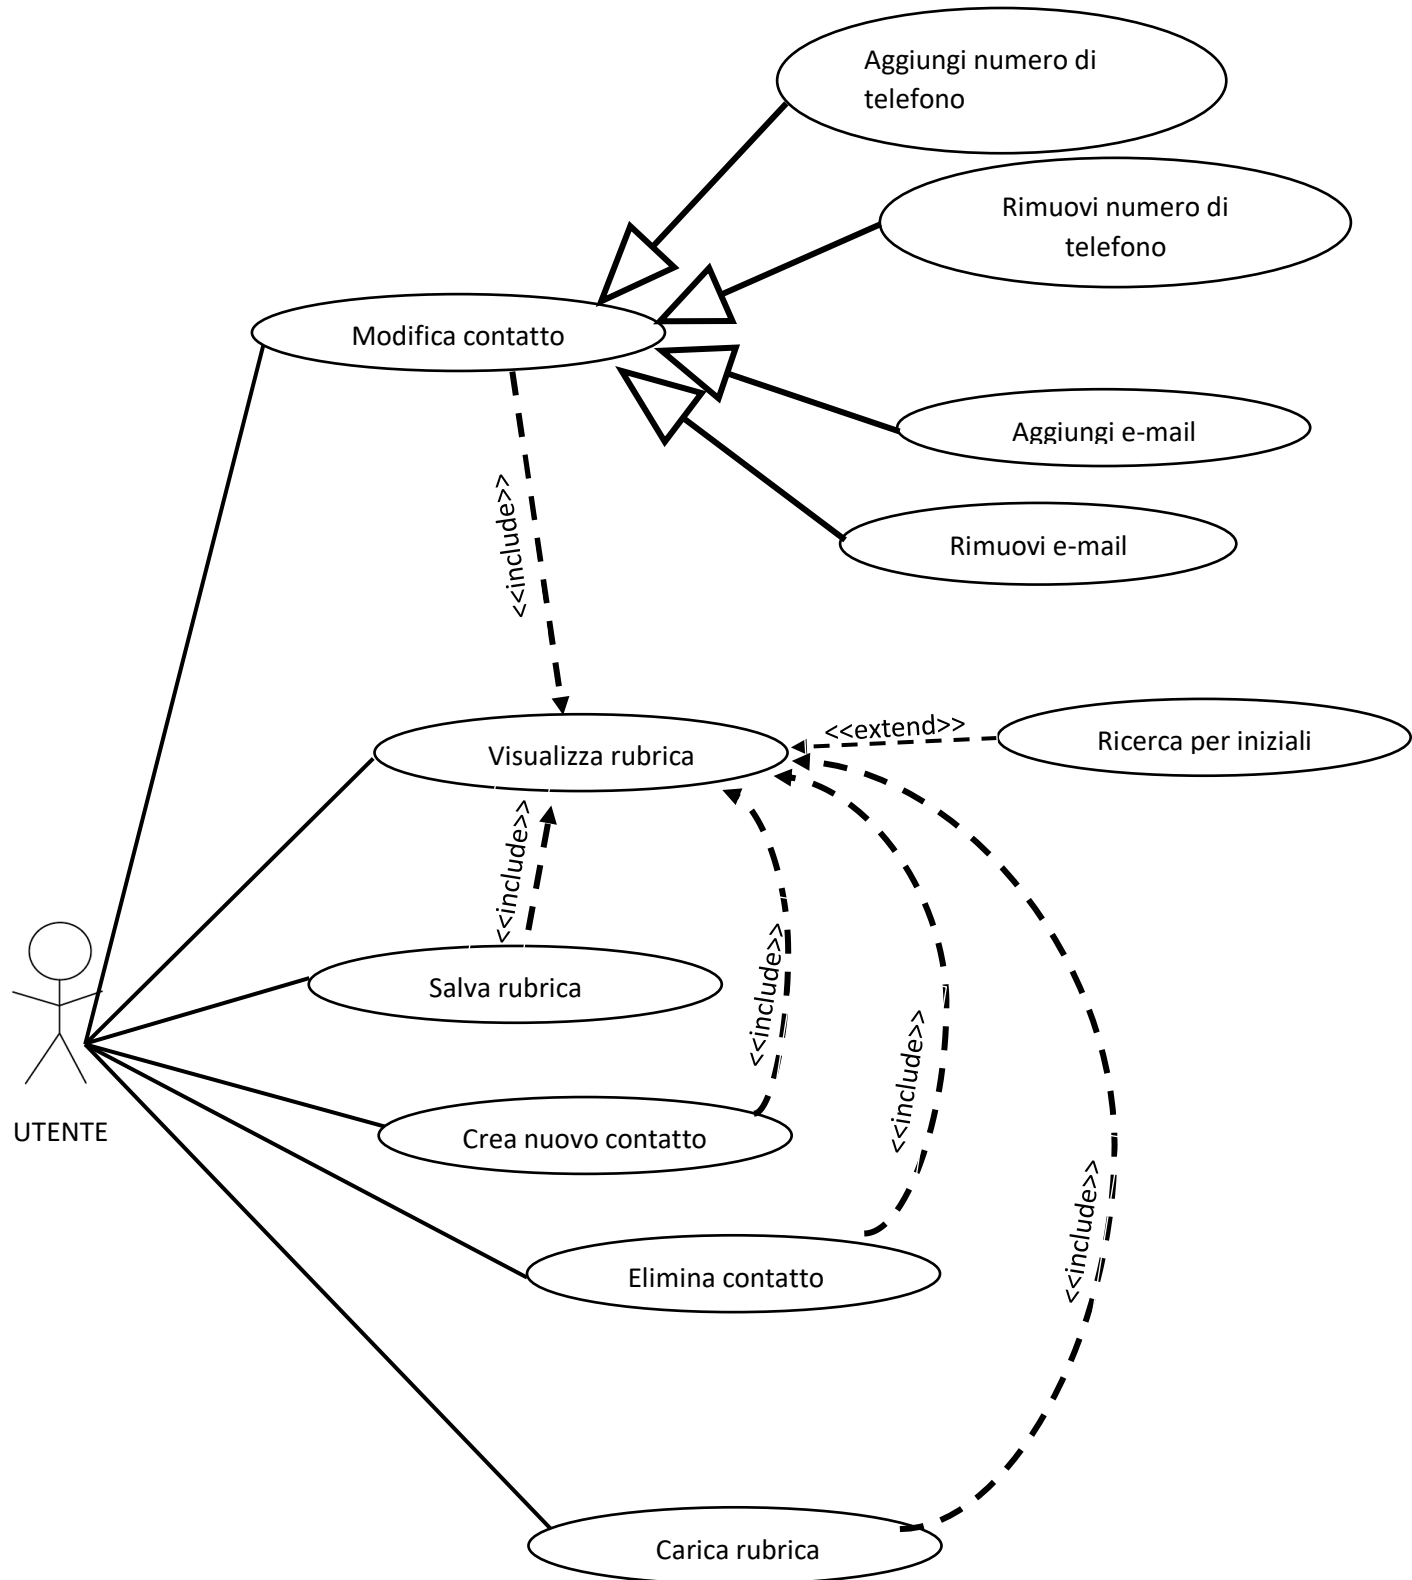 Aggiungi numero di
telefono
Rimuovi numero di
telefono
Modifica contatto
Aggiungi e-mail
<<include>>
Rimuovi e-mail
<<extend>>
Ricerca per iniziali
Visualizza rubrica
<<include>>
Salva rubrica
<<include>>
<<include>>
UTENTE
Crea nuovo contatto
<<include>>
Elimina contatto
Carica rubrica